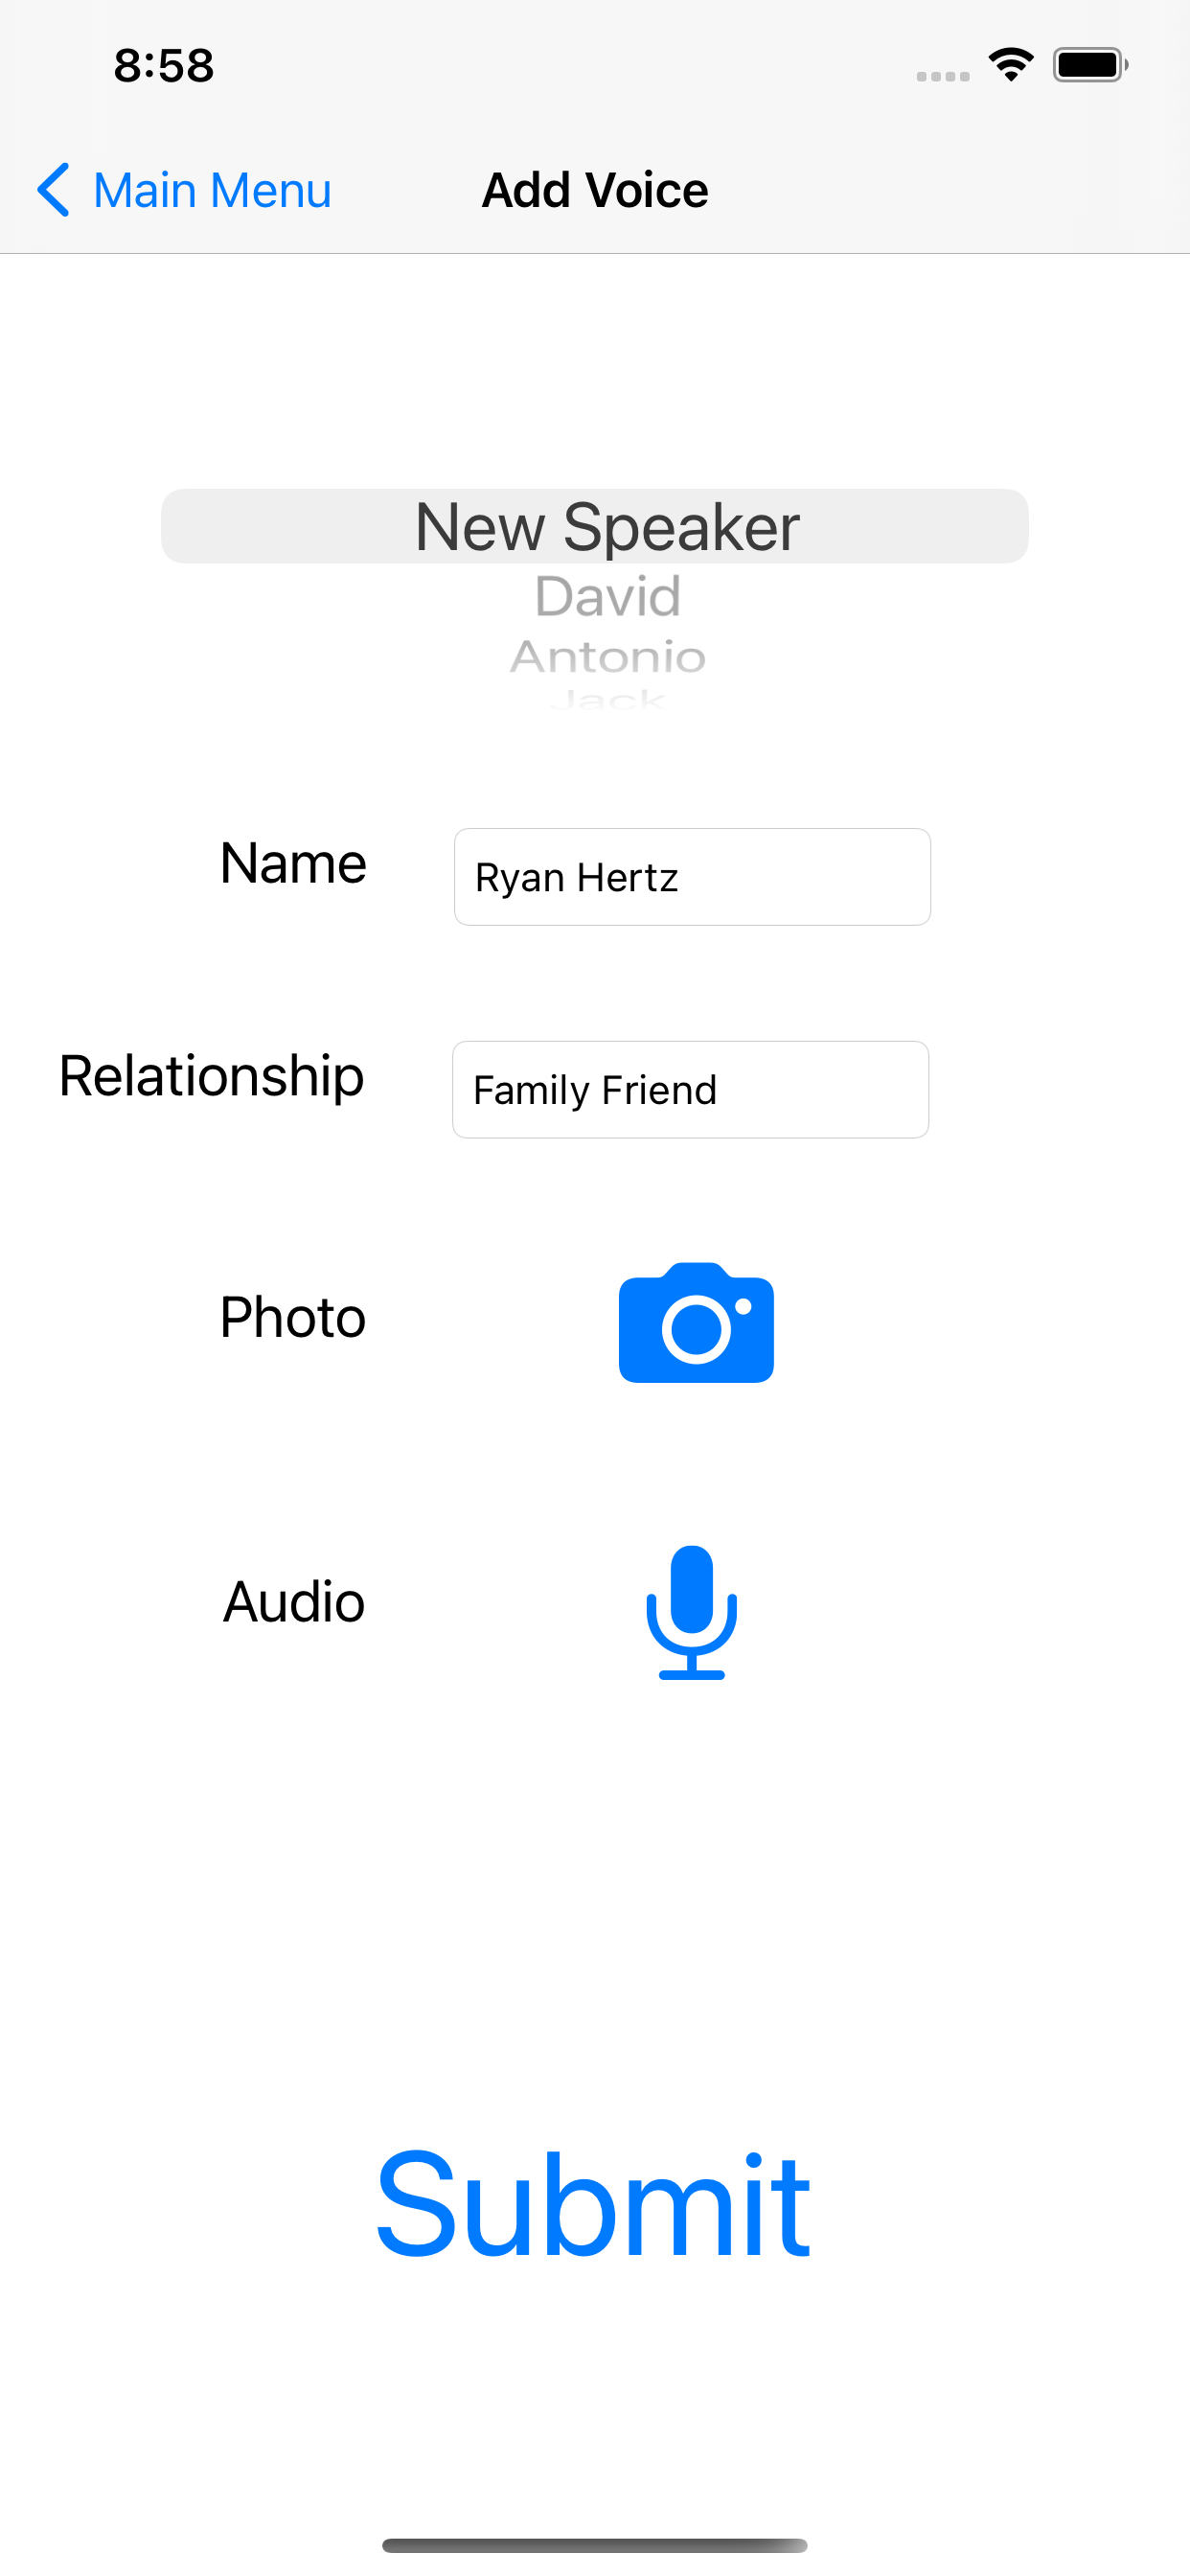 8:58
Main Menu
Add Voice
New Speaker
David
Antonio
Jack
Name
Ryan Hertz
Relationship
Family Friend
Photo
Audio
Submit